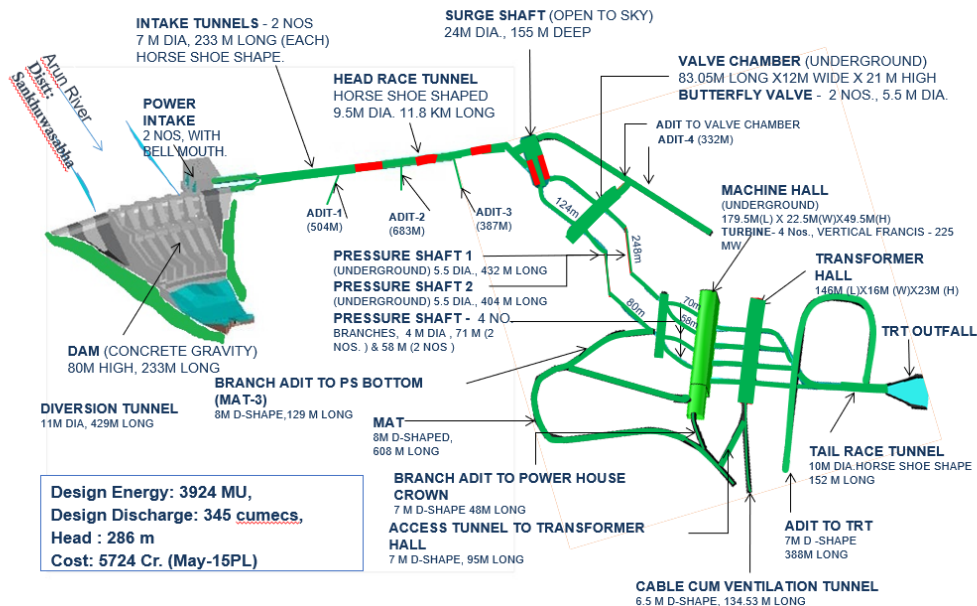 INTAKE TUNNELS - 2 NOS
7 M DIA, 233 M LONG (EACH)
HORSE SHOE SHAPE.
SURGE SHAFT (OPEN TO SKY)
24M DIA., 155 M DEEP
VALVE CHAMBER (UNDERGROUND)
83.05M LONG X12M WIDE X 21 M HIGH
BUTTERFLY VALVE - 2 NOS., 5.5 M DIA.
Arun River
Distt:
Sankhuwasabha
POWER
INTAKE
2 NOS, WITH
BELL MOUTH.
HEAD RACE TUNNEL
HORSE SHOE SHAPED
9.5M DIA. 11.8 KM LONG
ADIT TO VALVE CHAMBER
ADIT-4 (332M)
ADIT-1
(504M)
ADIT-2
(683M)
ADIT-3
(387M)
124m
248m
MACHINE HALL
(UNDERGROUND)
179.5M(L) X 22.5M(W)X49.5M(H)
TURBINE- 4 Nos., VERTICAL FRANCIS - 225
MW
PRESSURE SHAFT 1
(UNDERGROUND) 5.5 DIA., 432 M LONG
PRESSURE SHAFT 2
(UNDERGROUND) 5.5 DIA., 404 M LONG
PRESSURE SHAFT - 4 NO.
BRANCHES, 4 M DIA , 71 M (2
NOS. ) & 58 M (2 NOS )
80m
70m
58m
TRANSFORMER
HALL
146M (L)X16M (W)X23M (H)
TRT OUTFALL
DAM (CONCRETE GRAVITY)
80M HIGH, 233M LONG
DIVERSION TUNNEL
11M DIA, 429M LONG
BRANCH ADIT TO PS BOTTOM
(MAT-3)
8M D-SHAPE,129 M LONG
MAT
8M D-SHAPED,
608 M LONG
BRANCH ADIT TO POWER HOUSE
CROWN
7 M D-SHAPE 48M LONG
ACCESS TUNNEL TO TRANSFORMER
HALL
7 M D-SHAPE, 95M LONG
TAIL RACE TUNNEL
10M DIA.HORSE SHOE SHAPE
152 M LONG
ADIT TO TRT
7M D -SHAPE
388M LONG
CABLE CUM VENTILATION TUNNEL
6.5 M D-SHAPE, 134.53 M LONG
Design Energy: 3924 MU,
Design Discharge: 345 cumecs,
Head : 286 m
Cost: 5724 Cr. (May-15PL)